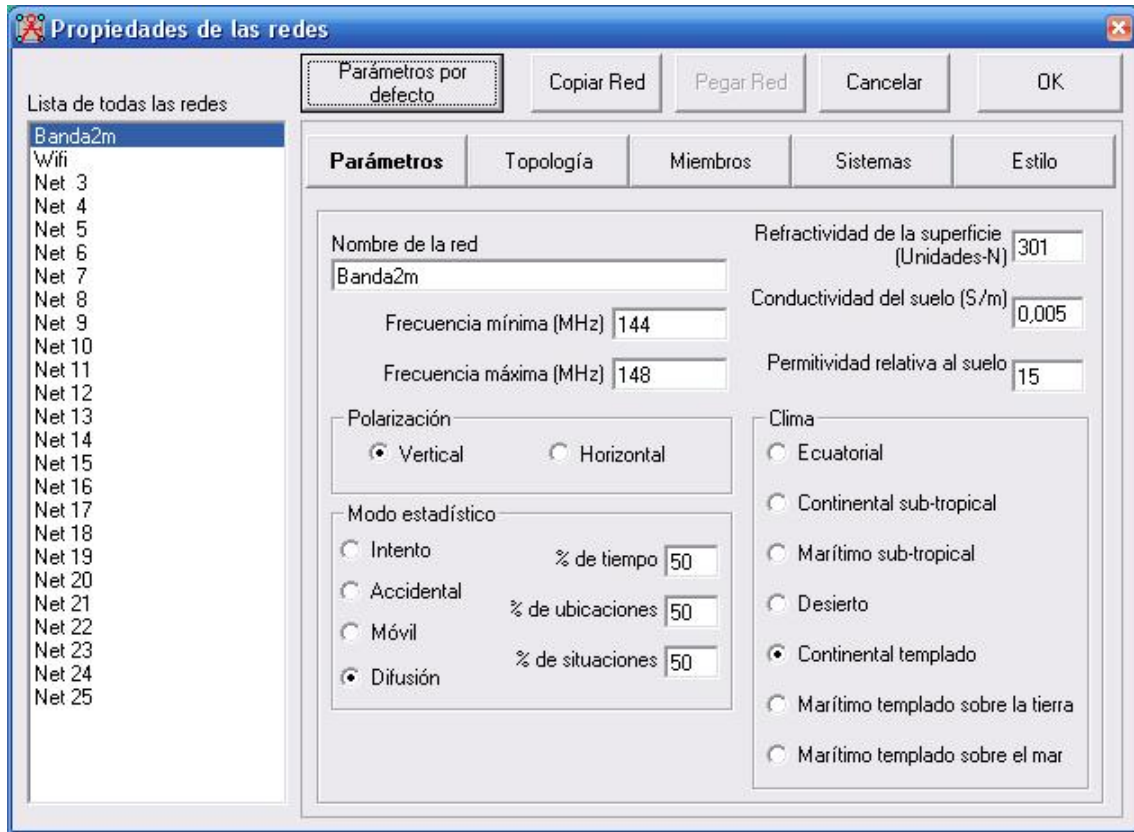 Propiedades de las redes
Parámetros por
defecto
Copiar Red
Pegar Red
Cancelar
OK
Lista de todas las redes
Banda2m
Wifi
Net 3
Net 4
Net 5
Net 6
Net 7
Net 8
Net 9
Net 10
Net 11
Net 12
Net 13
Net 14
Net 15
Net 16
Net 17
Net 18
Net 19
Net 20
Net 21
Net 22
Net 23
Net 24
Net 25
Parámetros
Topología
Miembros
Sistemas
Estilo
Nombre de la red
Banda2m
Frecuencia mínima (MHz) 144
Frecuencia máxima (MHz) 148
Refractividad de la superficie
(Unidades-N) 301
Conductividad del suelo (S/m) 0,005
Permitividad relativa al suelo 15
Polarización
Vertical
Horizontal
Modo estadístico
Intento
Accidental
Móvil
Difusión
% de tiempo 50
% de ubicaciones 50
% de situaciones 50
Clima
Ecuatorial
Continental sub-tropical
Marítimo sub-tropical
Desierto
Continental templado
Marítimo templado sobre la tierra
Marítimo templado sobre el mar